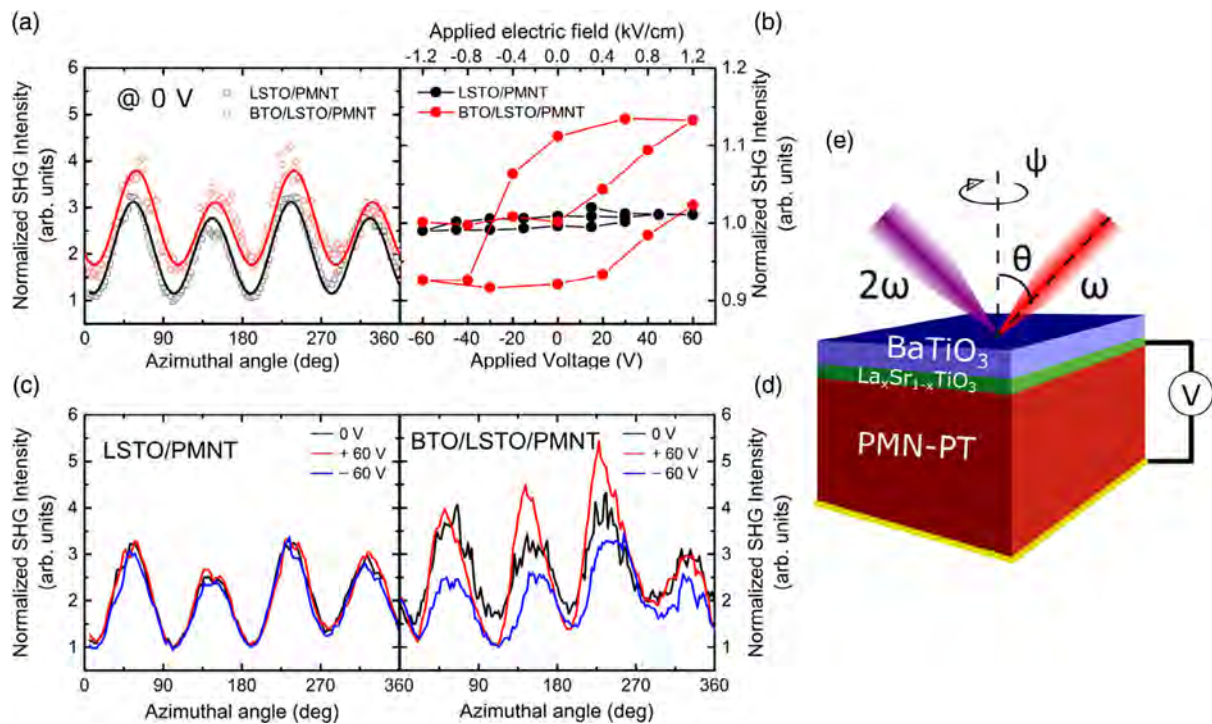 (a)
Applied electric field (kV/cm)
(b)
-1.2 -0.8 -0.4 0.0 0.4 0.8 1.2
Normalized SHG Intensity
(arb. units)
6
5
4
3
2
1
@ 0 V
LSTO/PMNT
BTO/LSTO/PMNT
0 90 180 270 360
Azimuthal angle (deg)
LSTO/PMNT
BTO/LSTO/PMNT
1.2
1.1
1.0
0.9
Normalized SHG Intensity
(arb. units)
-60 -40 -20 0 20 40 60
Applied Voltage (V)
(e)
ψ
θ
2ω
ω
BaTiO3
LaxSr1-xTiO3
PMN-PT
V
(c)
(d)
Normalized SHG Intensity
(arb. units)
6
5
4
3
2
1
LSTO/PMNT
0 V
+ 60 V
− 60 V
0 90 180 270 360
Azimuthal angle (deg)
BTO/LSTO/PMNT
0 V
+ 60 V
− 60 V
6
5
4
3
2
1
Normalized SHG Intensity
(arb. units)
90 180 270 360
Azimuthal angle (deg)